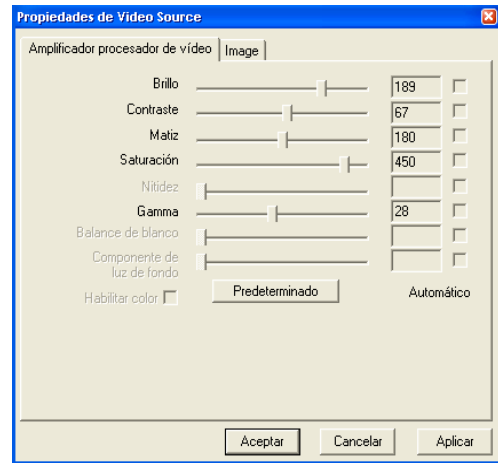 Propiedades de Video Source
Amplificador procesador de vídeo
Image
Brillo 189
Contraste 67
Matiz 180
Saturación 450
Nitidez
Gamma 28
Balance de blanco
Componente de
luz de fondo
Habilitar color
Predeterminado
Automático
Aceptar
Cancelar
Aplicar